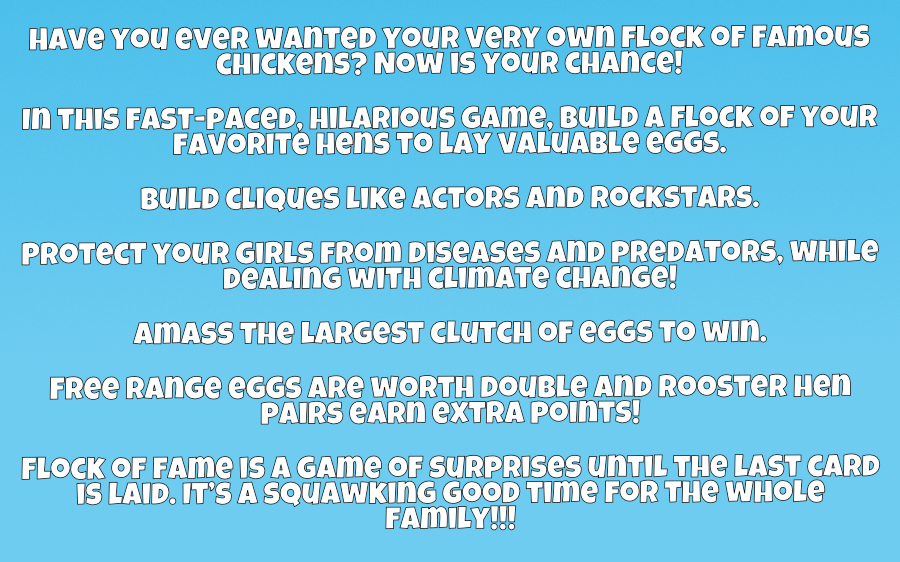 Have you ever wanted your very own flock of famous
chickens? Now is your chance!
In this fast-paced, hilarious game, build a flock of your
favorite hens to lay valuable eggs.
Build cliques like actors and rockstars.
Protect your girls from diseases and predators, while
dealing with climate change!
Amass the largest clutch of eggs to win.
Free range eggs are worth double and rooster hen
pairs earn extra points!
Flock of Fame is a game of surprises until the last card
is laid. It's a squawking good time for the whole
family!!!